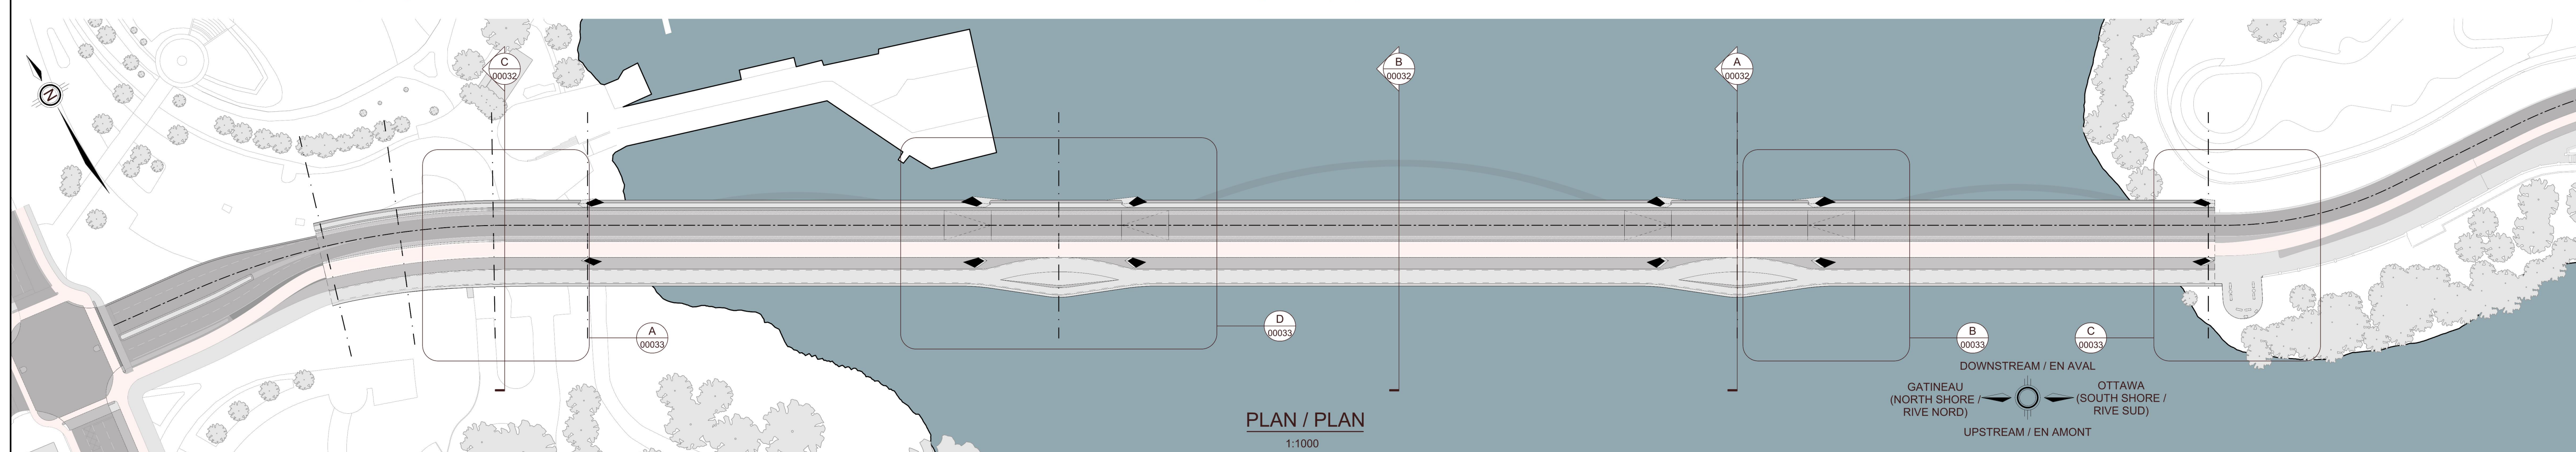 C
00032
B
00032
A
00032
N
A
00033
D
00033
B
00033
C
00033
DOWNSTREAM / EN AVAL
GATINEAU
(NORTH SHORE /
RIVE NORD)
OTTAWA
(SOUTH SHORE /
RIVE SUD)
UPSTREAM / EN AMONT
PLAN / PLAN
1:1000